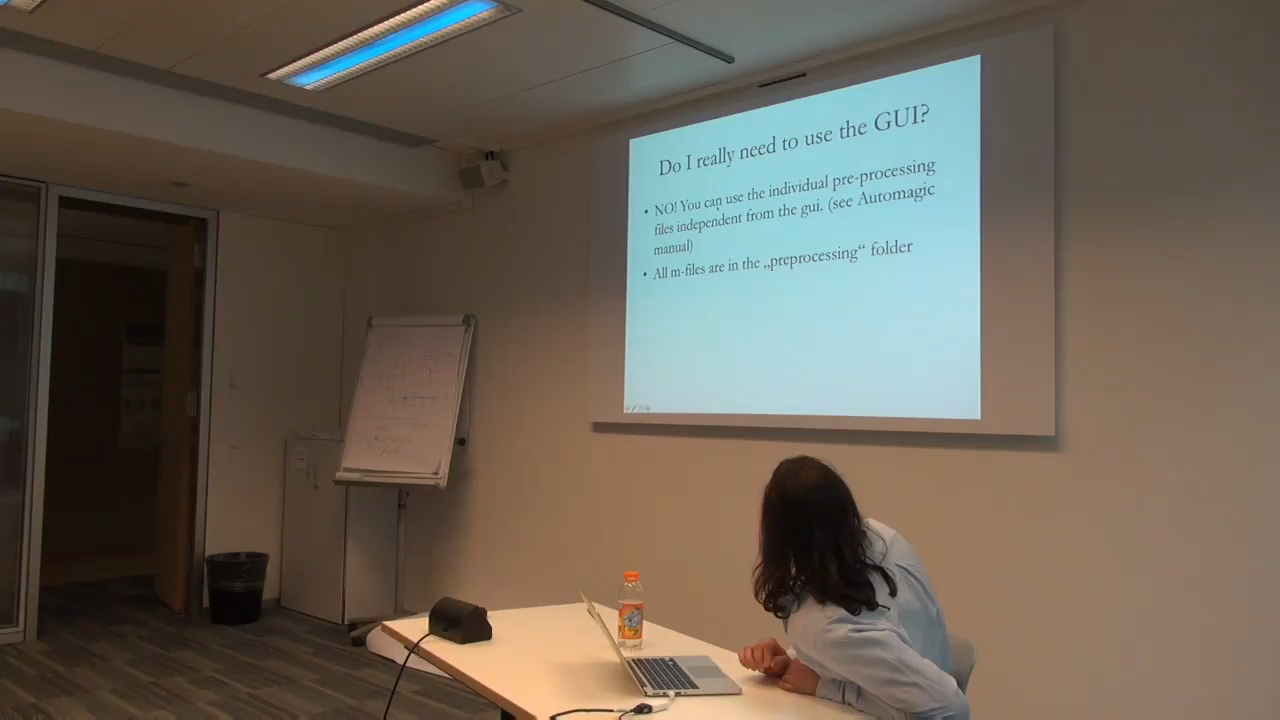 Do I really need to use the GUI?
• NO! You can use the individual pre-processing
files independent from the gui. (see Automagic
manual)
• All m-files are in the „preprocessing“ folder